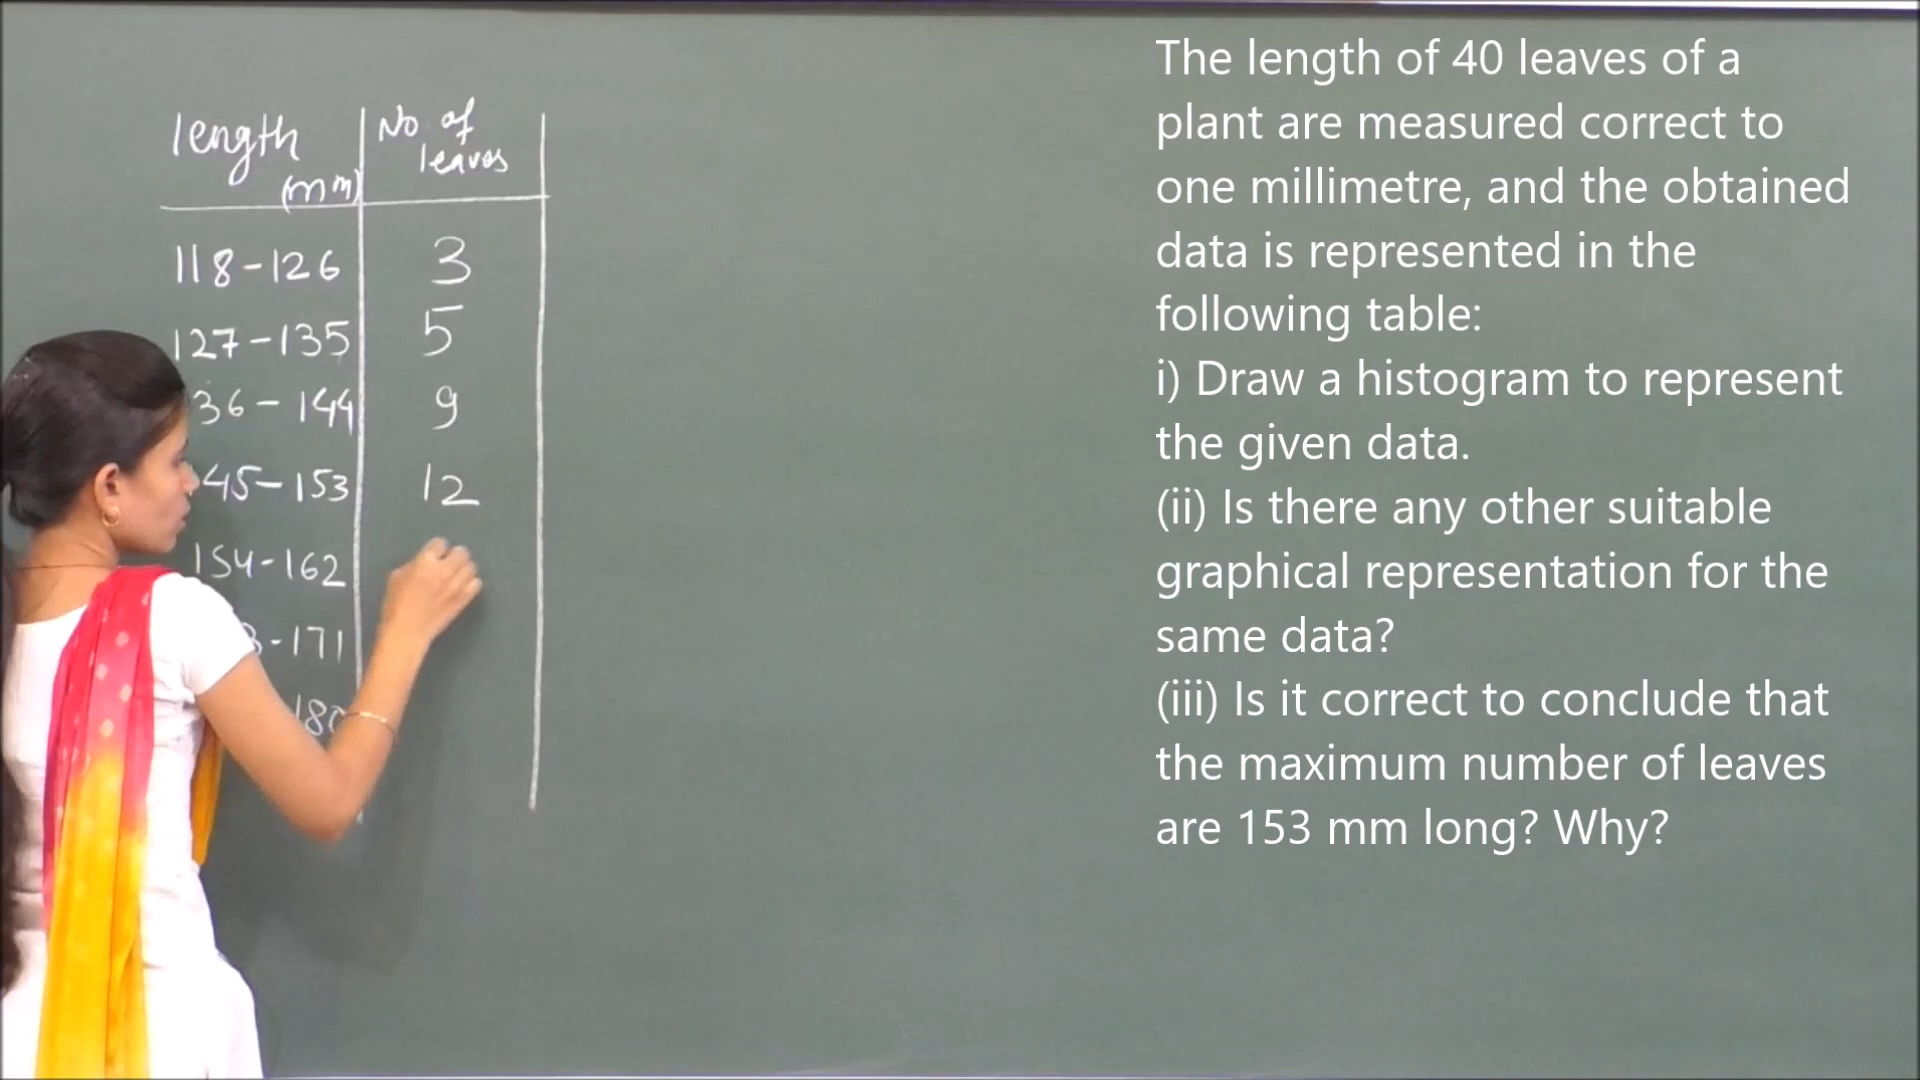 length
(mm)
No. of
leaves
118-126 3
127-135 5
36-144 9
45-153 12
154-162
3-171
180
The length of 40 leaves of a
plant are measured correct to
one millimetre, and the obtained
data is represented in the
following table:
i) Draw a histogram to represent
the given data.
(ii) Is there any other suitable
graphical representation for the
same data?
(iii) Is it correct to conclude that
the maximum number of leaves
are 153 mm long? Why?